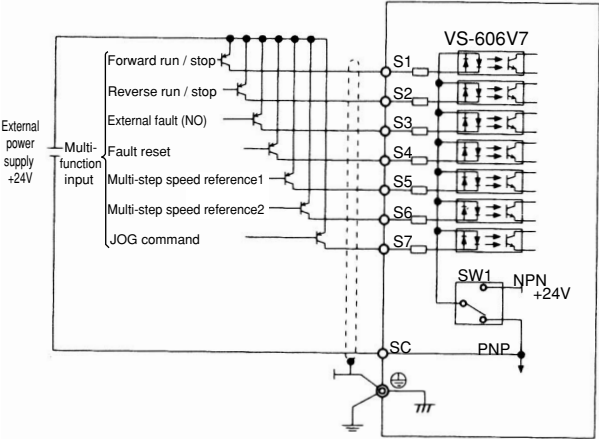 VS-606V7
Forward run / stop
S1
Reverse run / stop
S2
External fault (NO)
S3
External
power
supply
+24V
Multi-
function
input
Fault reset
S4
Multi-step speed reference1
S5
Multi-step speed reference2
S6
JOG command
S7
SW1
NPN
+24V
SC
PNP